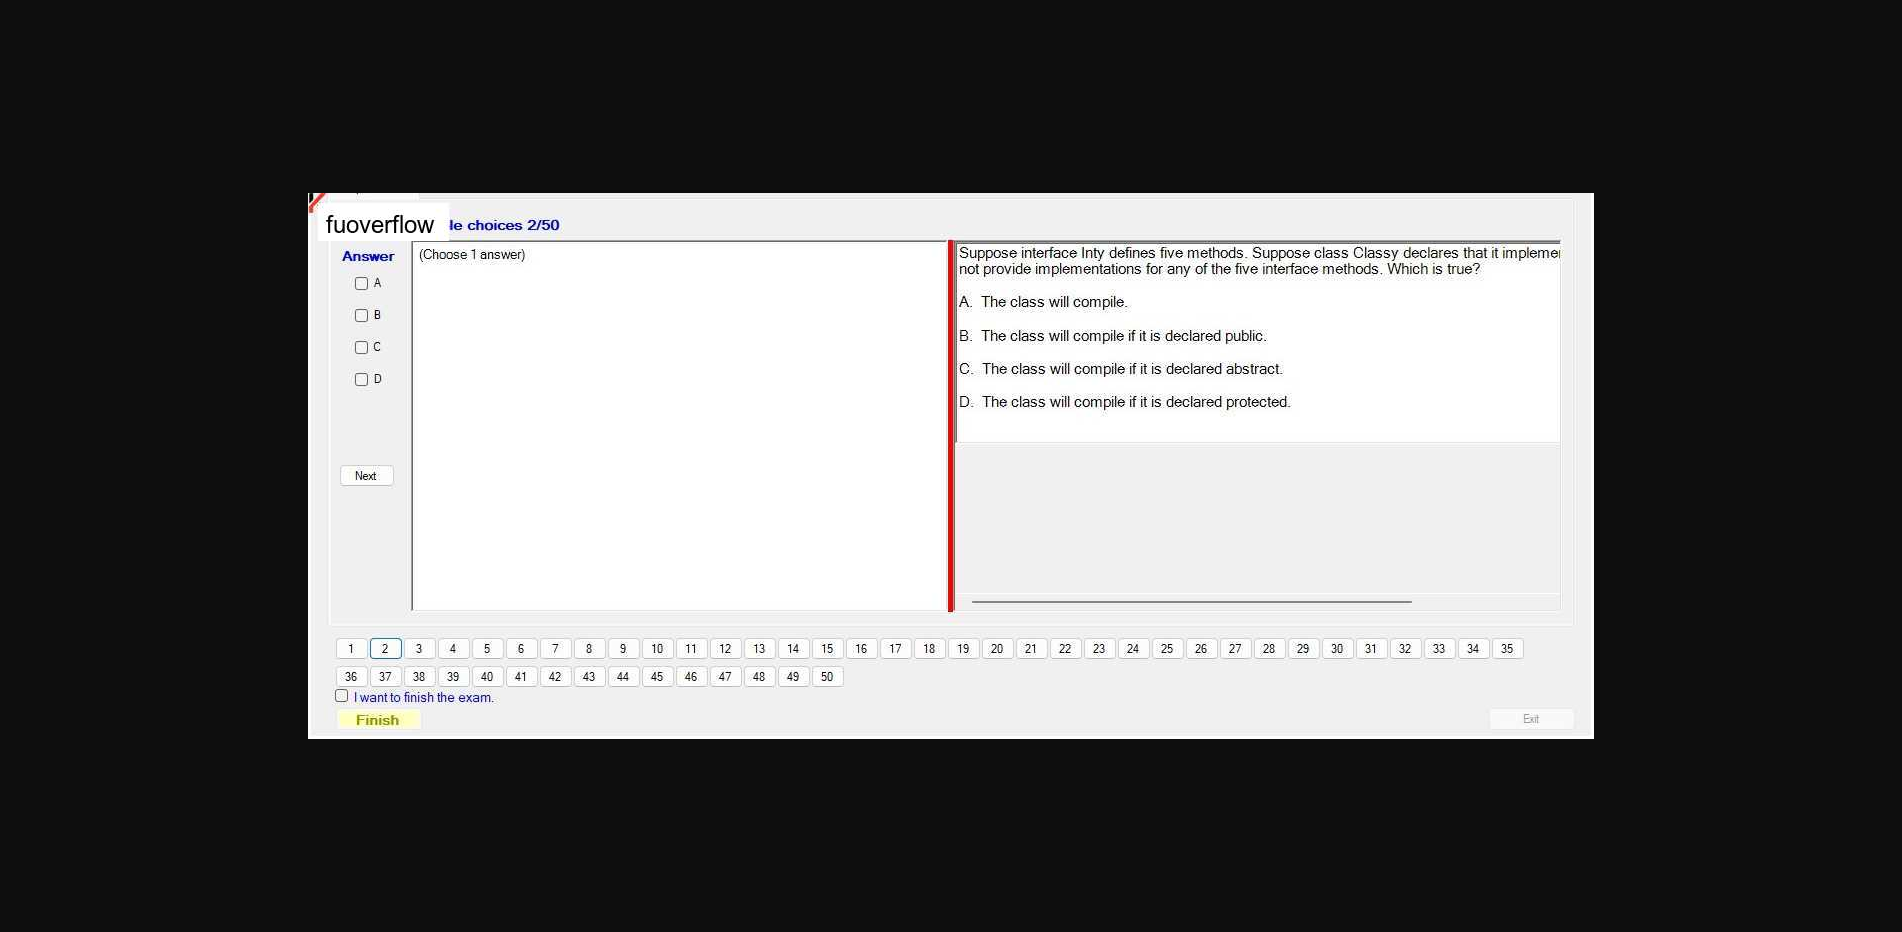 fuoverflow
le choices 2/50
Answer
(Choose 1 answer)
A
B
C
D
Next
Suppose interface Inty defines five methods. Suppose class Classy declares that it
not provide implementations for any of the five interface methods. Which is true?
A. The class will compile.
B. The class will compile if it is declared public.
C. The class will compile if it is declared abstract.
D. The class will compile if it is declared protected.
1 2 3 4 5 6 7 8 9 10 11 12 13 14 15 16 17 18 19 20 21 22 23 24 25 26 27 28 29 30 31 32 33 34 35
36 37 38 39 40 41 42 43 44 45 46 47 48 49 50
I want to finish the exam.
Finish
Exit